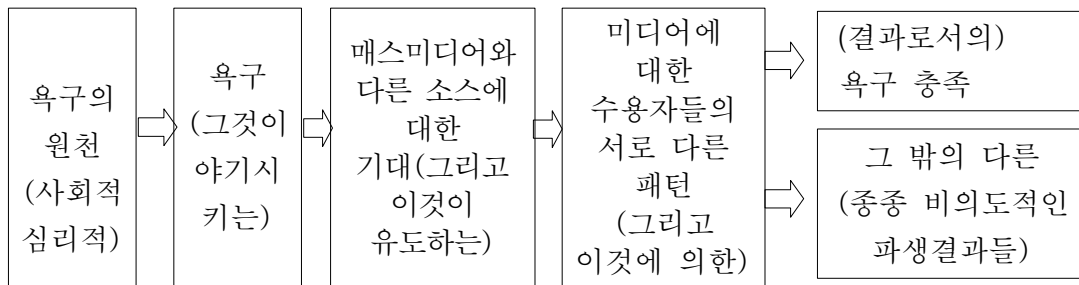 욕구의
원천
(사회적
심리적)
욕구
(그것이
야기시
키는)
매스미디어와
다른 소스에
대한
기대(그리고
이것이
유도하는)
미디어에
대한
수용자들의
서로 다른
패턴
(그리고
이것에 의한)
(결과로서의)
욕구 충족
그 밖의 다른
(종종 비의도적인
파생결과들)